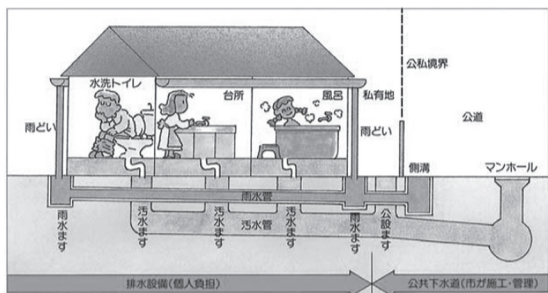 公私境界
水洗トイレ
台所
風呂
私有地
公道
雨どい
雨どい
側溝
マンホール
雨水管
汚水管
雨水ます
汚水ます
汚水ます
汚水ます
雨水ます
公設ます
排水設備(個人負担)
公共下水道(市が施工・管理)